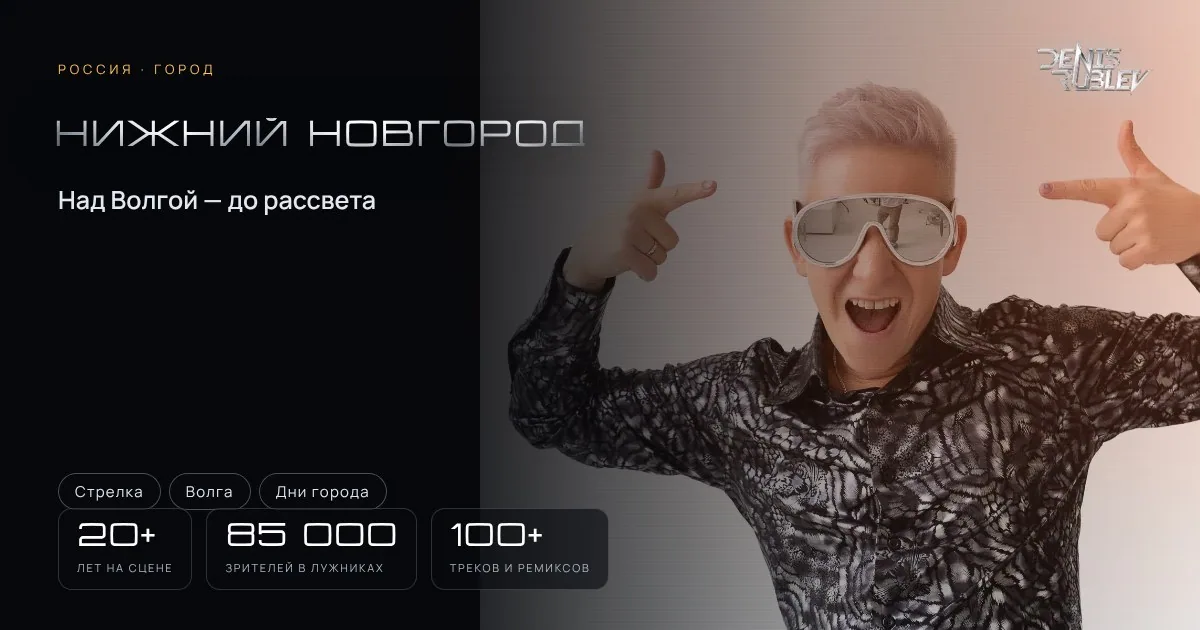 РОССИЯ · ГОРОД
DENIS
RUBLEV
НИЖНИЙ НОВГОРОД
Над Волгой — до рассвета
Стрелка
Волга
Дни города
20+
ЛЕТ НА СЦЕНЕ
85 000
ЗРИТЕЛЕЙ В ЛУЖНИКАХ
100+
ТРЕКОВ И РЕМИКСОВ